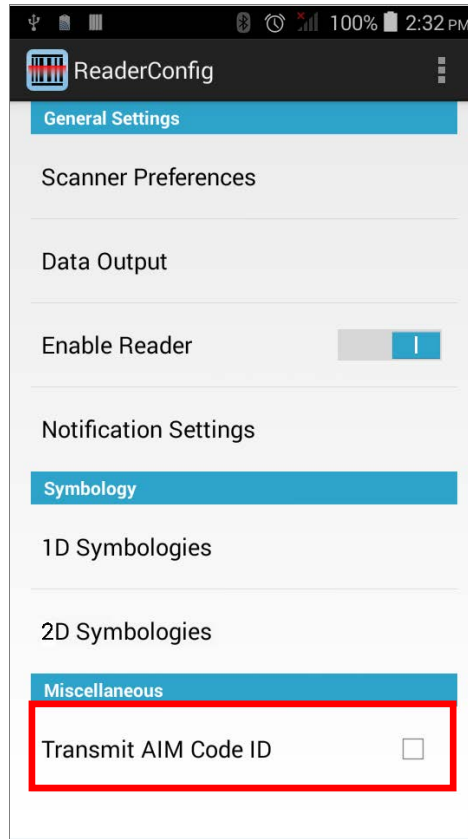 100% 2:32 PM
ReaderConfig
General Settings
Scanner Preferences
Data Output
Enable Reader
Notification Settings
Symbology
1D Symbologies
2D Symbologies
Miscellaneous
Transmit AIM Code ID